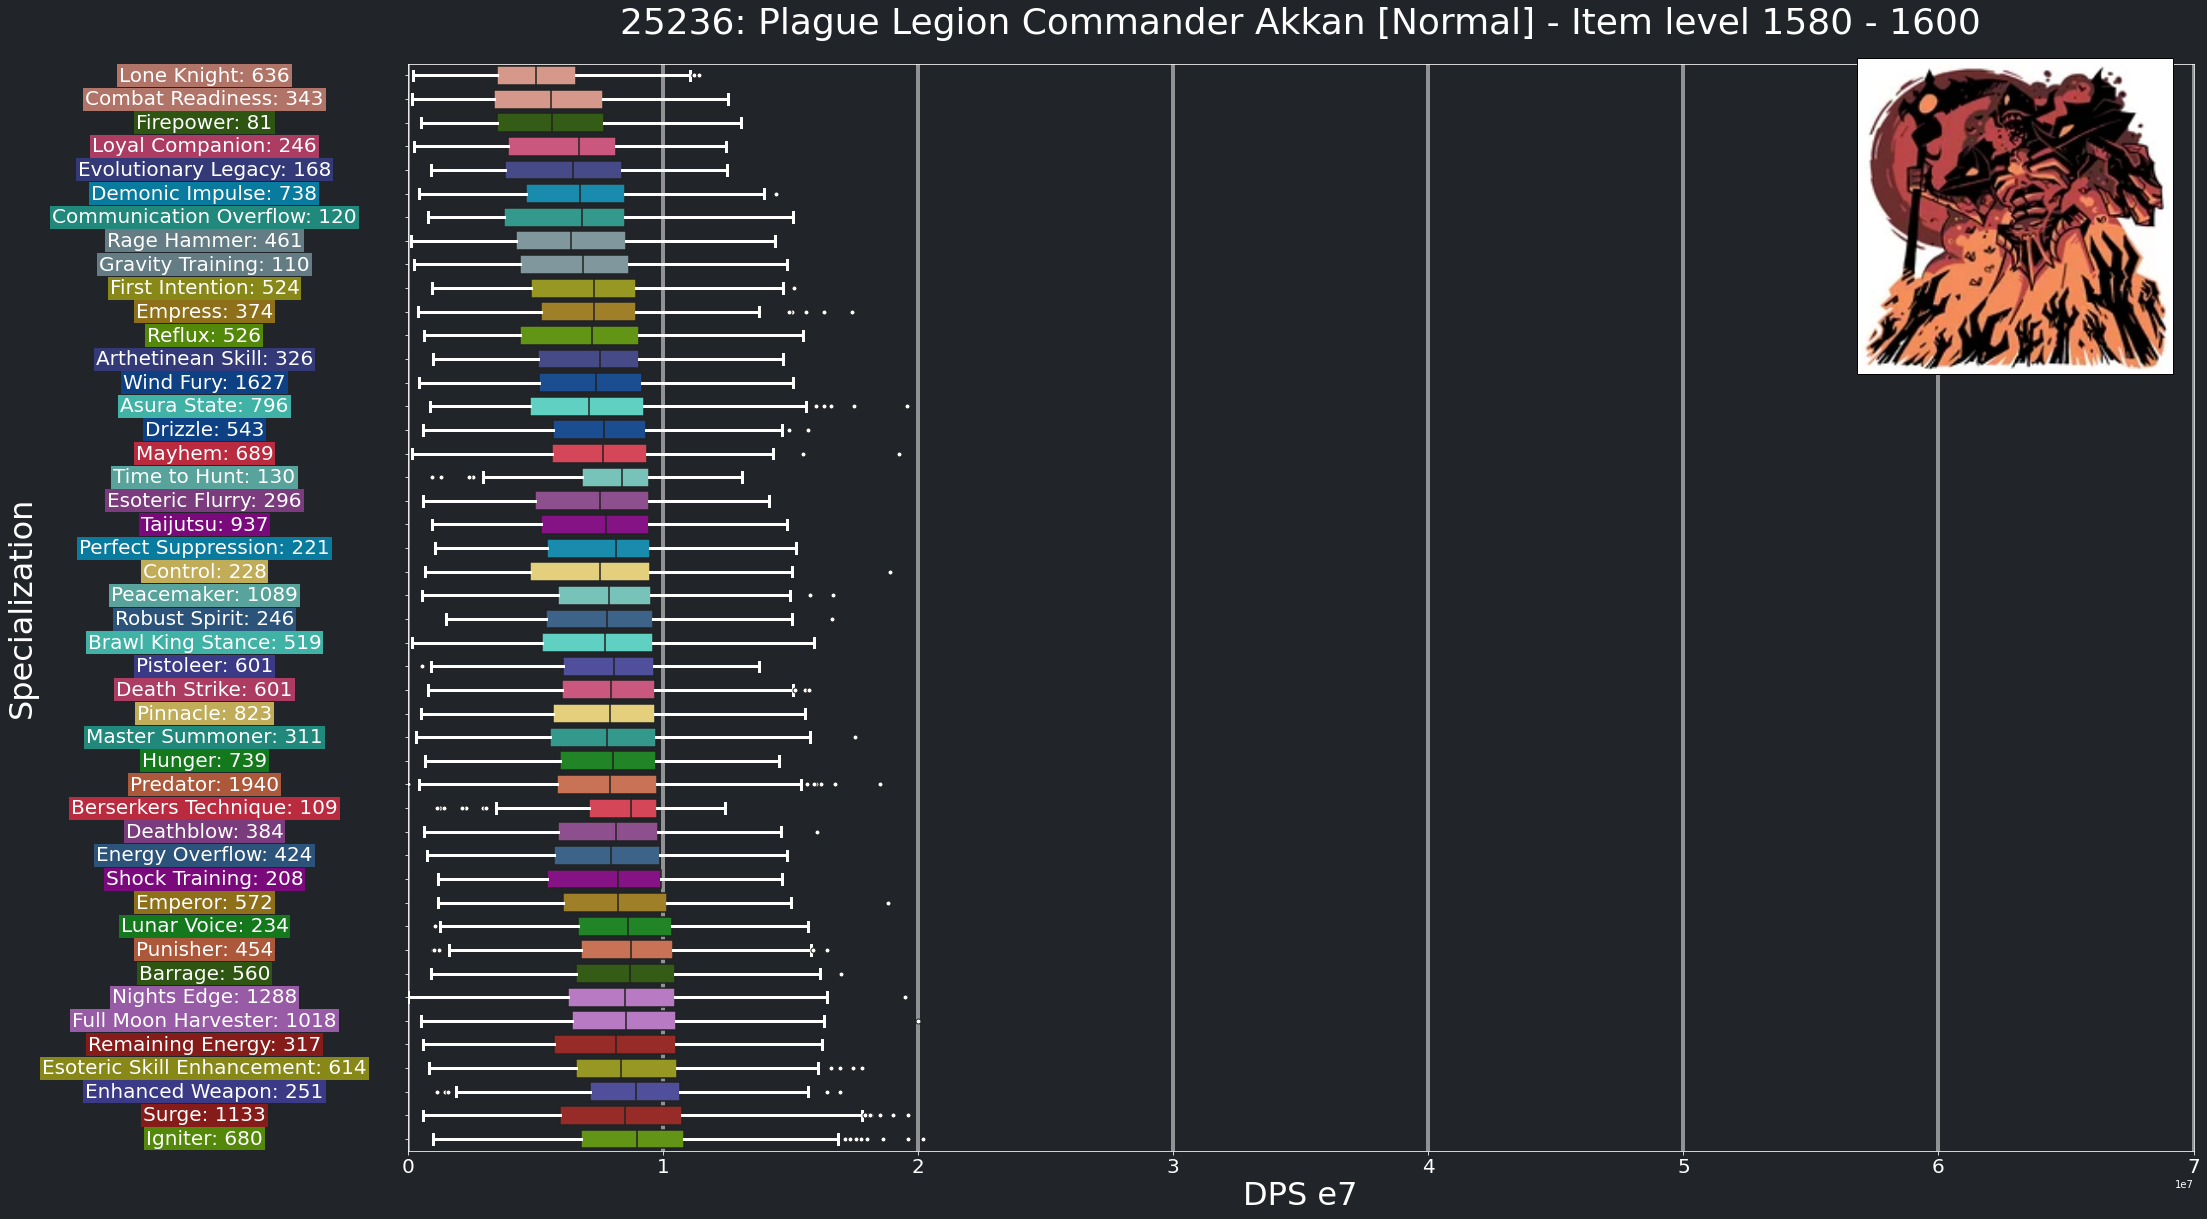 25236: Plague Legion Commander Akkan [Normal] - Item level 1580 - 1600
Specialization
Lone Knight: 636
Combat Readiness: 343
Firepower: 81
Loyal Companion: 246
Evolutionary Legacy: 168
Demonic Impulse: 738
Communication Overflow: 120
Rage Hammer: 461
Gravity Training: 110
First Intention: 524
Empress: 374
Reflux: 526
Arthetinean Skill: 326
Wind Fury: 1627
Asura State: 796
Drizzle: 543
Mayhem: 689
Time to Hunt: 130
Esoteric Flurry: 296
Taijutsu: 937
Perfect Suppression: 221
Control: 228
Peacemaker: 1089
Robust Spirit: 246
Brawl King Stance: 519
Pistoleer: 601
Death Strike: 601
Pinnacle: 823
Master Summoner: 311
Hunger: 739
Predator: 1940
Berserkers Technique: 109
Deathblow: 384
Energy Overflow: 424
Shock Training: 208
Emperor: 572
Lunar Voice: 234
Punisher: 454
Barrage: 560
Nights Edge: 1288
Full Moon Harvester: 1018
Remaining Energy: 317
Esoteric Skill Enhancement: 614
Enhanced Weapon: 251
Surge: 1133
Igniter: 680
0 1 2 3 4 5 6 7
1e7
DPS e7